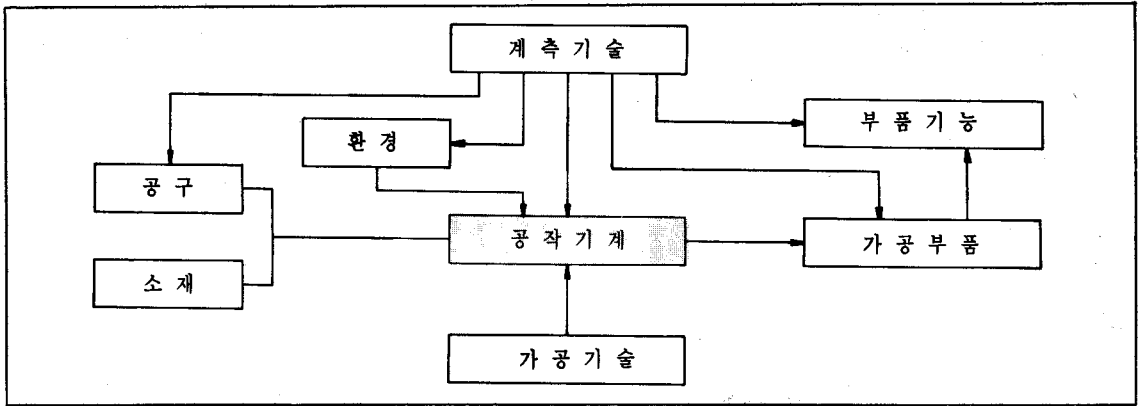 계측기술
부품기능
환경
공구
공작기계
가공부품
소재
가공기술